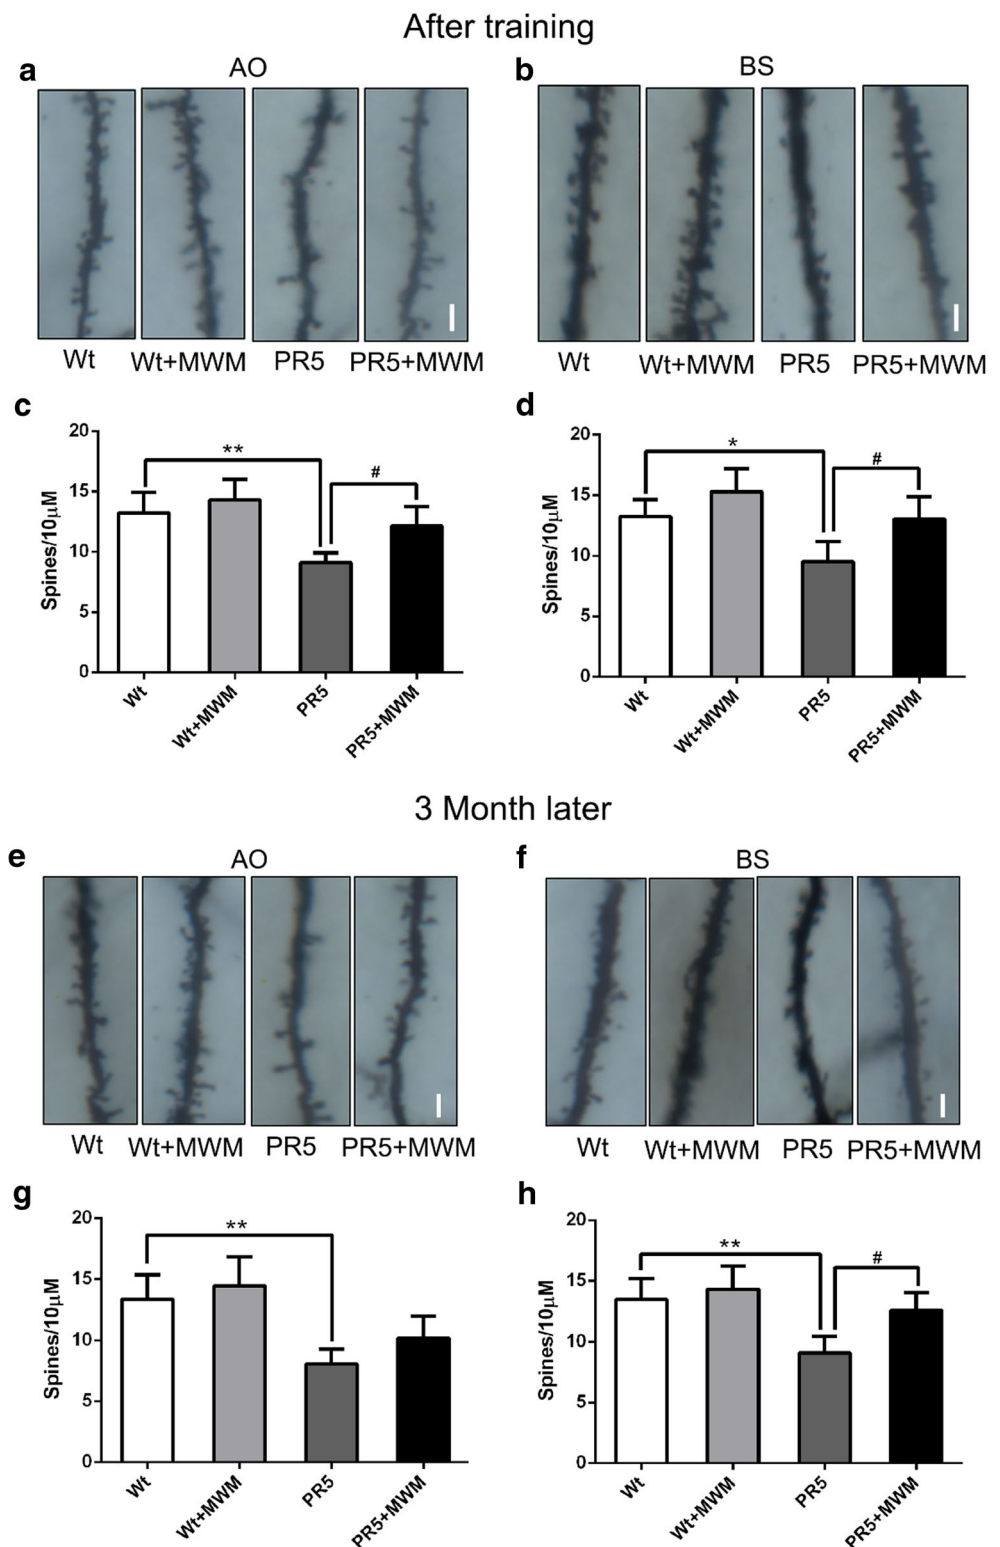 After training
a
AO
b
BS
Wt
Wt+MWM
PR5
PR5+MWM
Wt
Wt+MWM
PR5
PR5+MWM
c
20
15
10
5
0
Spines/10μM
**
#
Wt
Wt+MWM
PR5
PR5+MWM
d
20
15
10
5
0
Spines/10μM
*
#
Wt
Wt+MWM
PR5
PR5+MWM
3 Month later
e
AO
f
BS
Wt
Wt+MWM
PR5
PR5+MWM
Wt
Wt+MWM
PR5
PR5+MWM
g
20
15
10
5
0
Spines/10μM
**
Wt
Wt+MWM
PR5
PR5+MWM
h
20
15
10
5
0
Spines/10μM
**
#
Wt
Wt+MWM
PR5
PR5+MWM